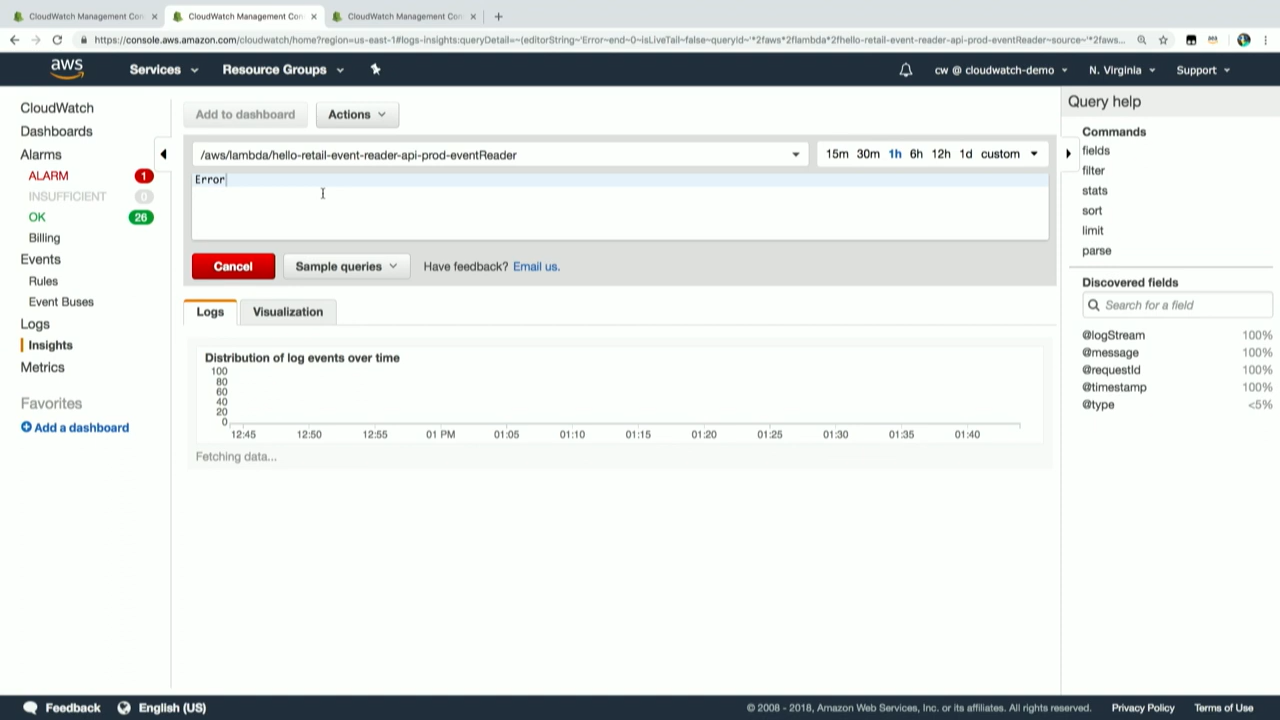 CloudWatch Management Con
CloudWatch Management Con
CloudWatch Management Con
https://console.aws.amazon.com/cloudwatch/home?region=us-east-1#logs-insights:queryDetail=~(editorString~'Error~end~0~isLiveTail~false~queryId~'*2faws*2flambda*2fhello-retail-event-reader-api-prod-eventReader~source~'*2faws...
aws
Services
Resource Groups
cw @ cloudwatch-demo
N. Virginia
Support
CloudWatch
Dashboards
Alarms
ALARM 1
INSUFFICIENT 0
OK 26
Billing
Events
Rules
Event Buses
Logs
Insights
Metrics
Favorites
Add a dashboard
Add to dashboard
Actions
/aws/lambda/hello-retail-event-reader-api-prod-eventReader
15m 30m 1h 6h 12h 1d custom
Error
Cancel
Sample queries
Have feedback? Email us.
Logs
Visualization
Distribution of log events over time
100
80
60
40
20
0
12:45 12:50 12:55 01 PM 01:05 01:10 01:15 01:20 01:25 01:30 01:35 01:40
Fetching data...
Query help
Commands
fields
filter
stats
sort
limit
parse
Discovered fields
Search for a field
@logStream 100%
@message 100%
@requestId 100%
@timestamp 100%
@type <5%
Feedback
English (US)
© 2008 - 2018, Amazon Web Services, Inc. or its affiliates. All rights reserved.
Privacy Policy
Terms of Use